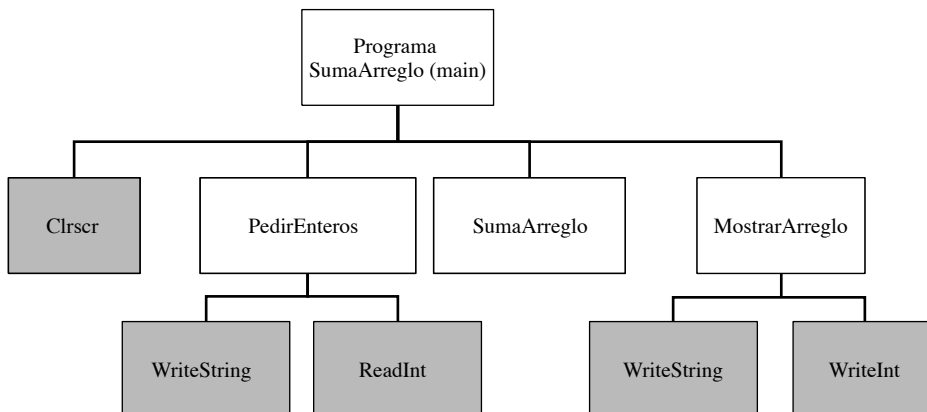 Programa
SumaArreglo (main)
Clrscr
PedirEnteros
SumaArreglo
MostrarArreglo
WriteString
ReadInt
WriteString
WriteInt